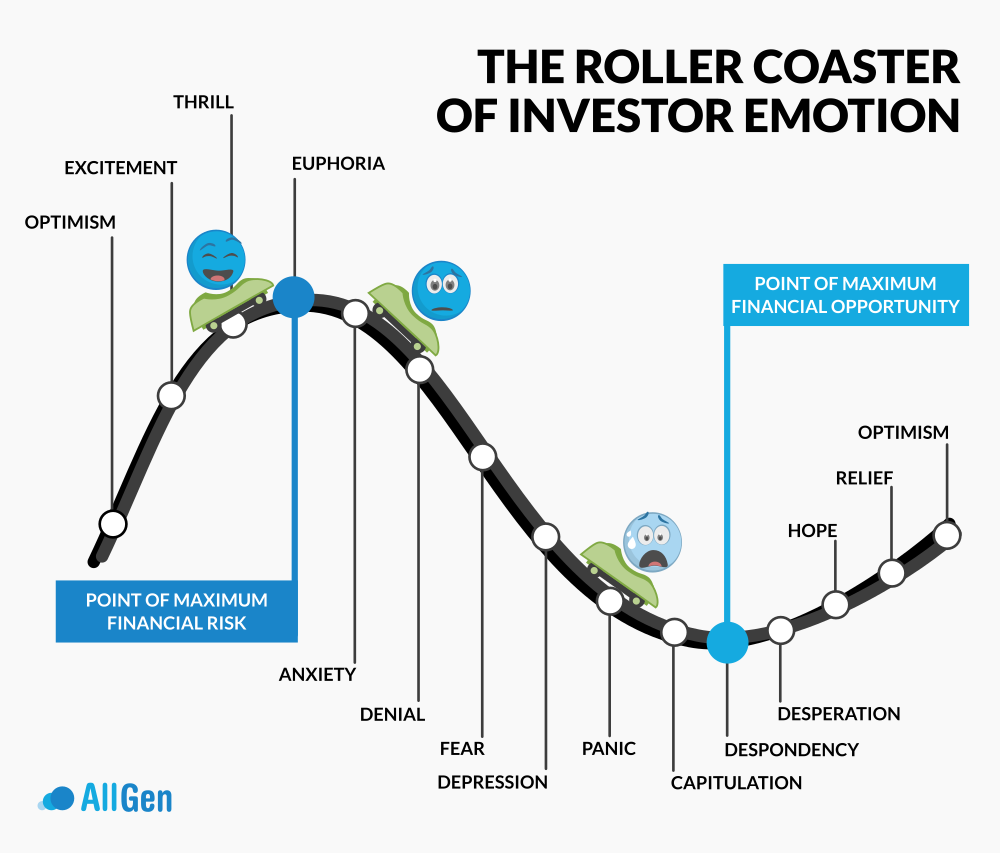 THE ROLLER COASTER
OF INVESTOR EMOTION
THRILL
EXCITEMENT
EUPHORIA
OPTIMISM
POINT OF MAXIMUM
FINANCIAL OPPORTUNITY
OPTIMISM
RELIEF
HOPE
POINT OF MAXIMUM
FINANCIAL RISK
ANXIETY
DENIAL
FEAR
DEPRESSION
PANIC
CAPITULATION
DESPONDENCY
DESPERATION
AllGen